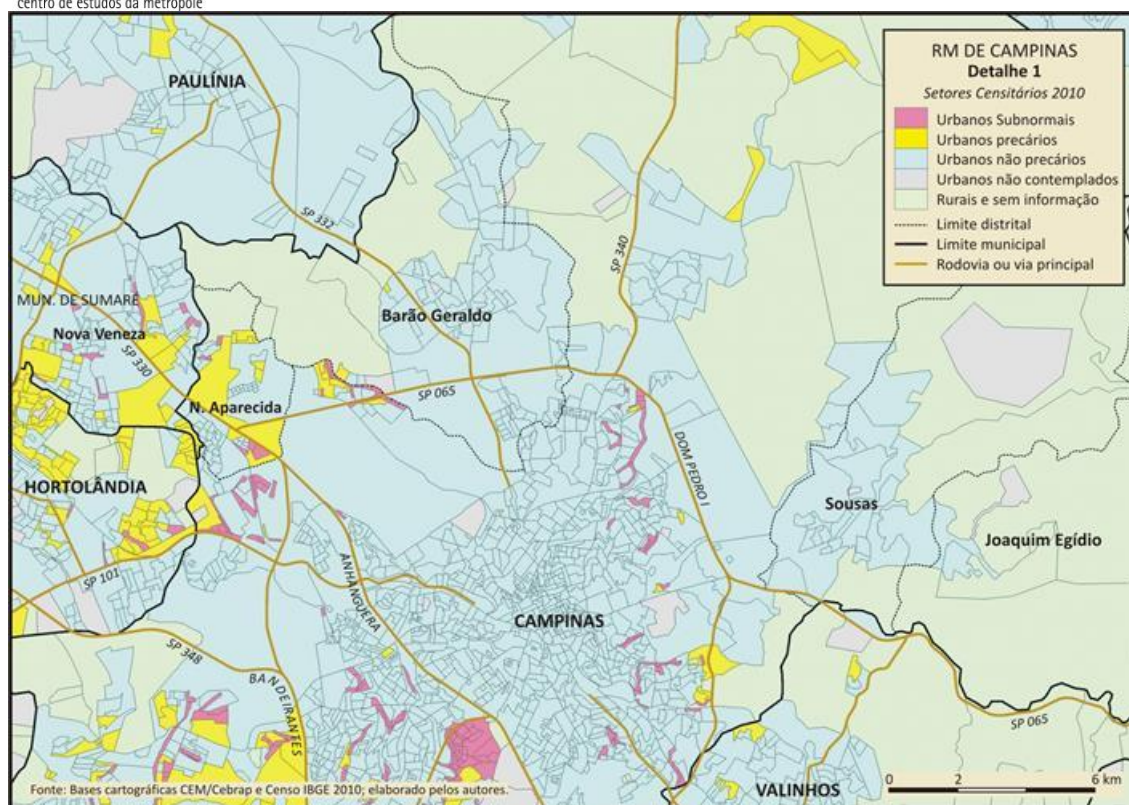 centro de estudos da metrópole
RM DE CAMPINAS
Detalhe 1
Setores Censitários 2010
Urbanos Subnormais
Urbanos precários
Urbanos não precários
Urbanos não contemplados
Rurais e sem informação
Limite distrital
Limite municipal
Rodovia ou via principal
PAULÍNIA
SP 332
SP 340
MUN. DE SUMARÉ
Nova Veneza
Barão Geraldo
SP 330
N. Aparecida
SP 065
DOM PEDRO I
HORTOLÂNDIA
Sousas
Joaquim Egídio
SP 101
ANHANGUERA
CAMPINAS
SP 348
BANDEIRANTES
SP 065
VALINHOS
0 2 6 km
Fonte: Bases cartográficas CEM/Cebrap e Censo IBGE 2010; elaborado pelos autores.